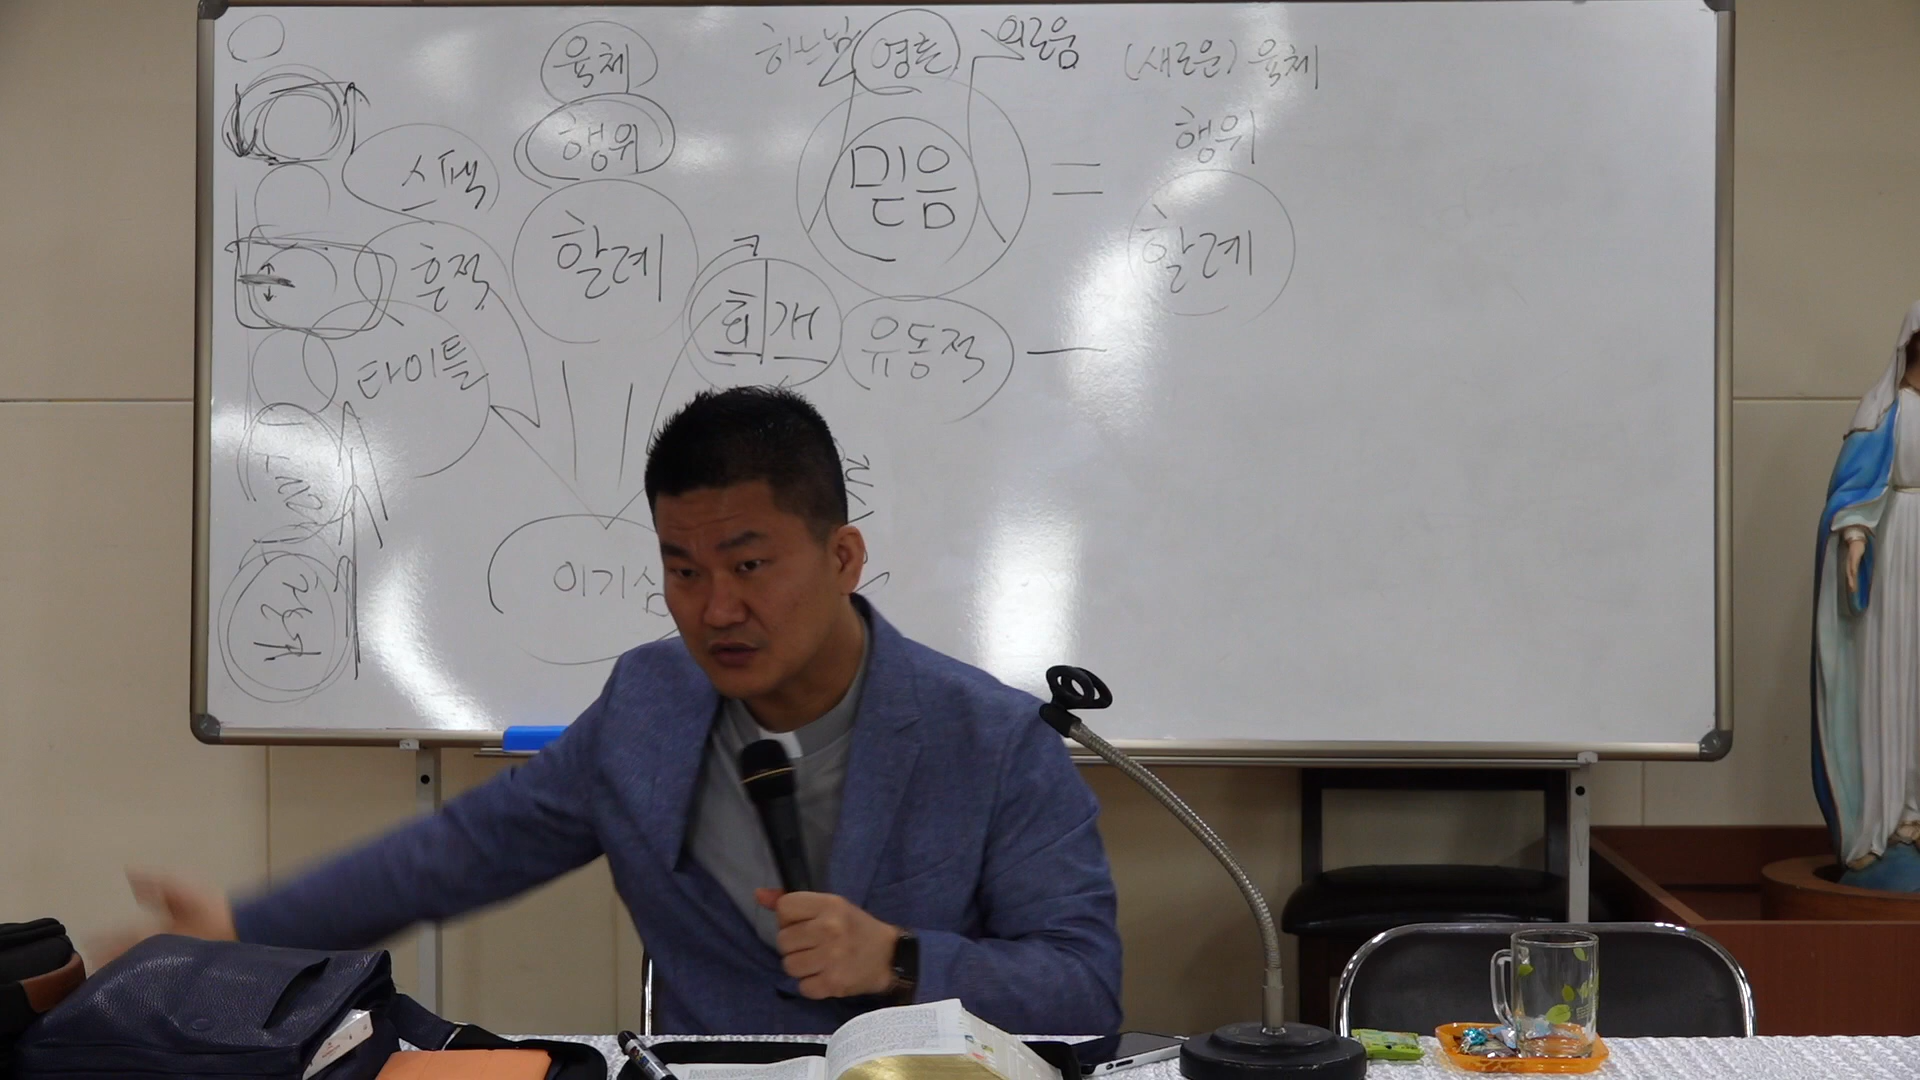 육체
하느님 영혼 의로움
(새로운) 육체
행위
행위
스펙
할례
믿음 =
할례
흔적
회개
유동적 —
타이틀
이기심